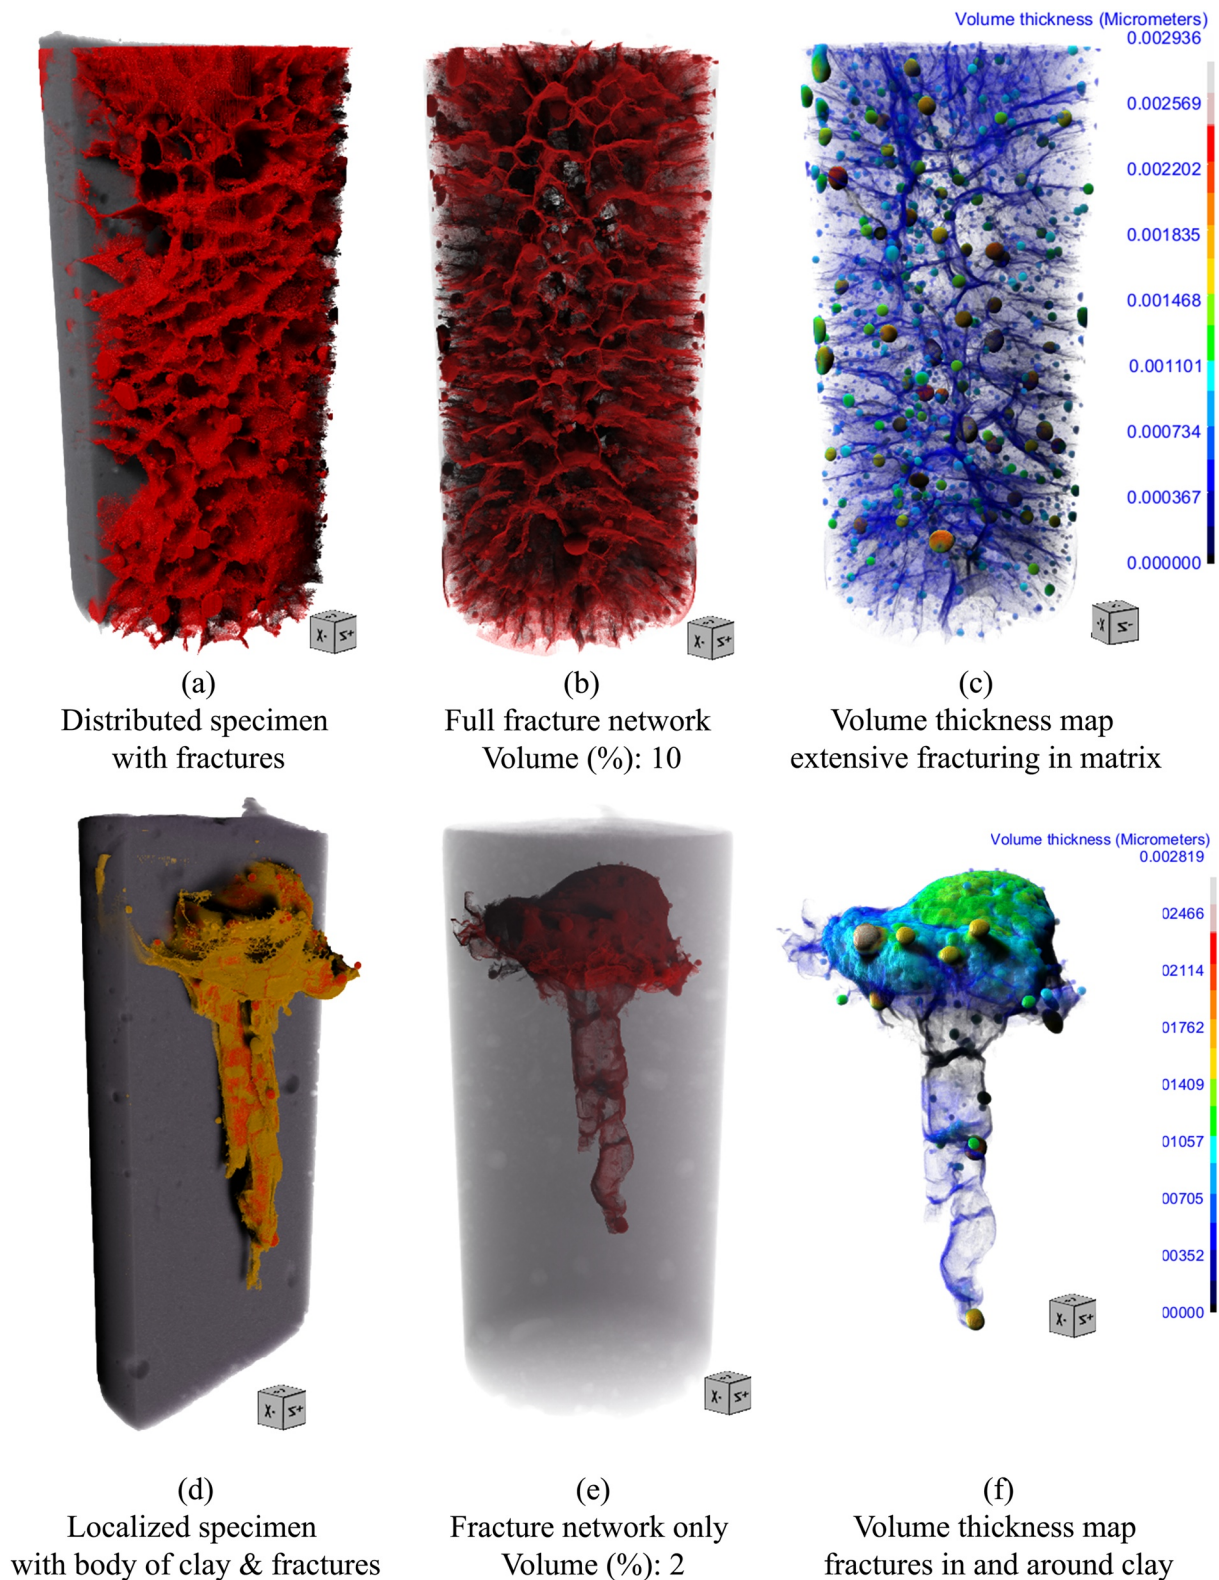 Volume thickness (Micrometers)
0.002936
0.002569
0.002202
0.001835
0.001468
0.001101
0.000734
0.000367
0.000000
(a)
Distributed specimen
with fractures
(b)
Full fracture network
Volume (%): 10
(c)
Volume thickness map
extensive fracturing in matrix
Volume thickness (Micrometers)
0.002819
02466
02114
01762
01409
01057
00705
00352
00000
(d)
Localized specimen
with body of clay & fractures
(e)
Fracture network only
Volume (%): 2
(f)
Volume thickness map
fractures in and around clay